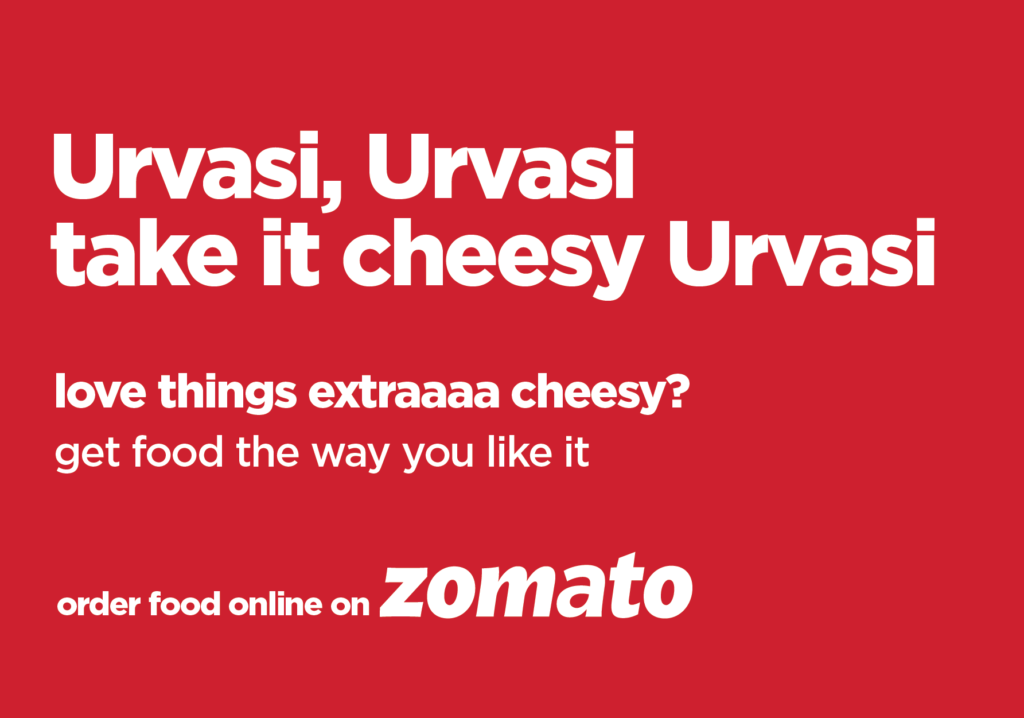 Urvasi, Urvasi
take it cheesy Urvasi
love things extraaaa cheesy?
get food the way you like it
order food online on zomato